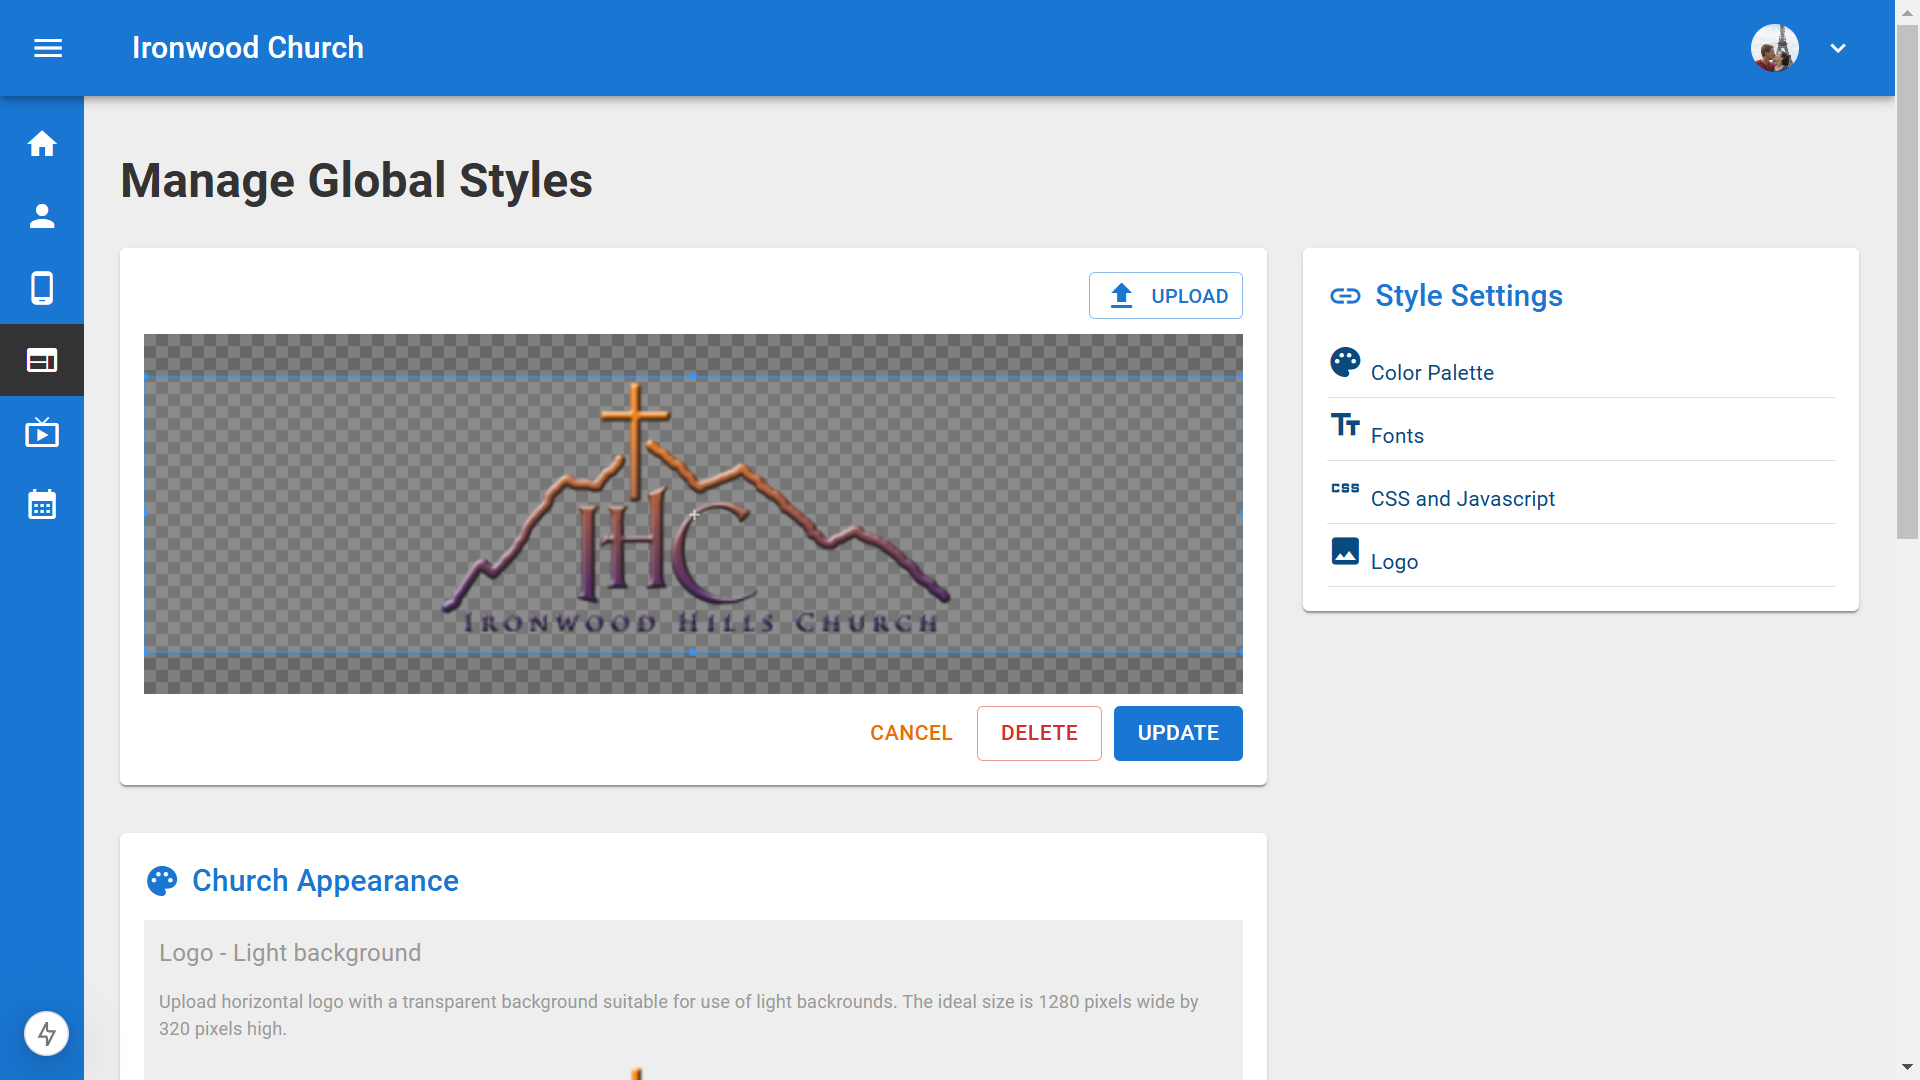 Ironwood Church
Manage Global Styles
UPLOAD
IHC
Ironwood Hills Church
CANCEL
DELETE
UPDATE
Style Settings
Color Palette
Fonts
CSS
CSS and Javascript
Logo
Church Appearance
Logo - Light background
Upload horizontal logo with a transparent background suitable for use of light backrounds. The ideal size is 1280 pixels wide by
320 pixels high.